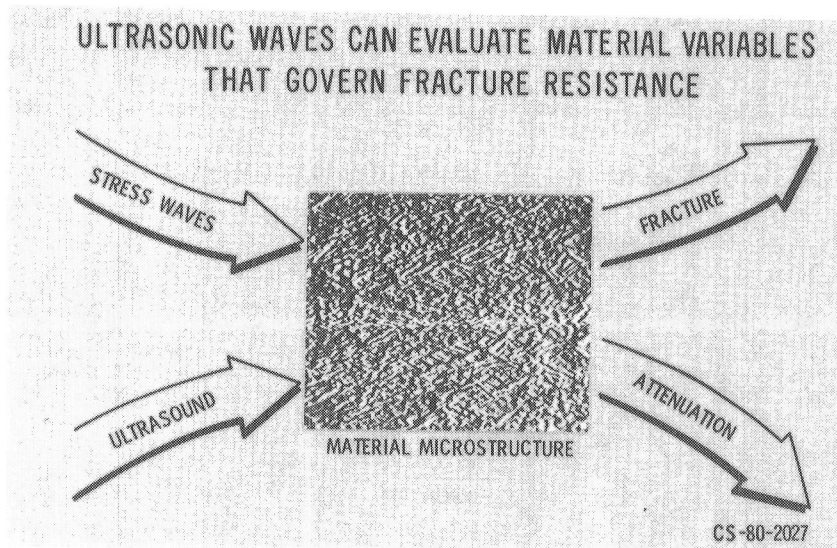 ULTRASONIC WAVES CAN EVALUATE MATERIAL VARIABLES
THAT GOVERN FRACTURE RESISTANCE
STRESS WAVES
FRACTURE
ULTRASOUND
ATTENUATION
MATERIAL MICROSTRUCTURE
CS-80-2027